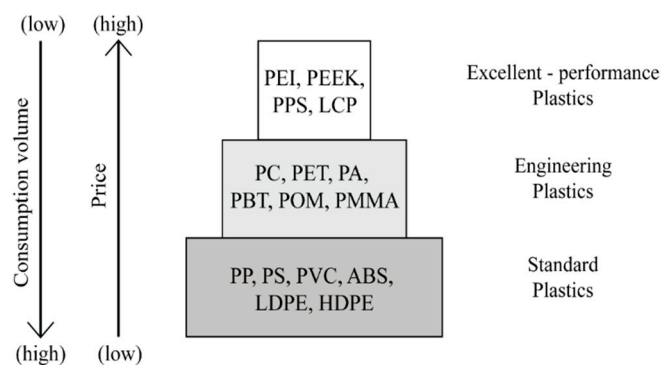 (low)
(high)
Consumption volume
Price
(high)
(low)
PEI, PEEK,
PPS, LCP
PC, PET, PA,
PBT, POM, PMMA
PP, PS, PVC, ABS,
LDPE, HDPE
Excellent - performance
Plastics
Engineering
Plastics
Standard
Plastics